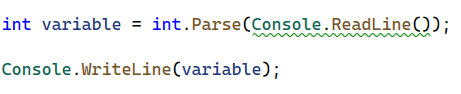 int variable = int.Parse(Console.ReadLine());
Console.WriteLine(variable);